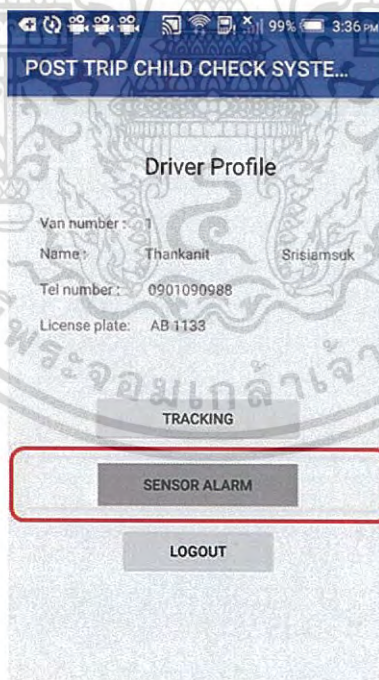 99% 3:36 PM
POST TRIP CHILD CHECK SYSTE...
Driver Profile
Van number : 1
Name : Thankanit Srisiamsuk
Tel number : 0901090988
License plate: AB 1133
TRACKING
SENSOR ALARM
LOGOUT